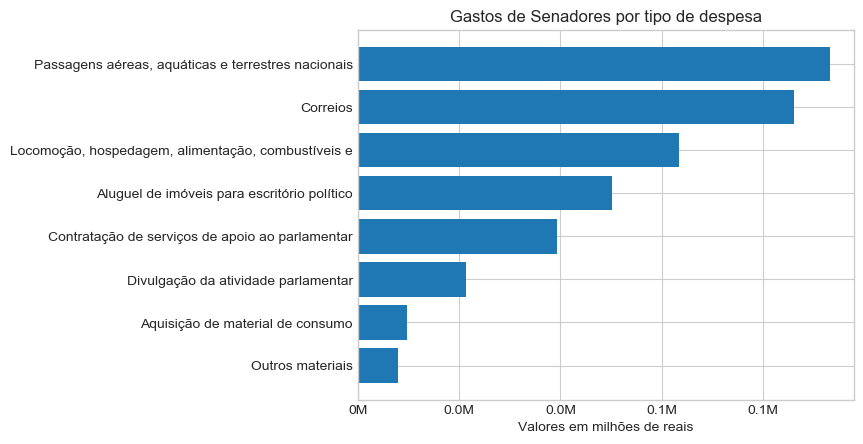 Gastos de Senadores por tipo de despesa
Passagens aéreas, aquáticas e terrestres nacionais
Correios
Locomoção, hospedagem, alimentação, combustíveis e
Aluguel de imóveis para escritório político
Contratação de serviços de apoio ao parlamentar
Divulgação da atividade parlamentar
Aquisição de material de consumo
Outros materiais
0M 0.0M 0.0M 0.1M 0.1M
Valores em milhões de reais